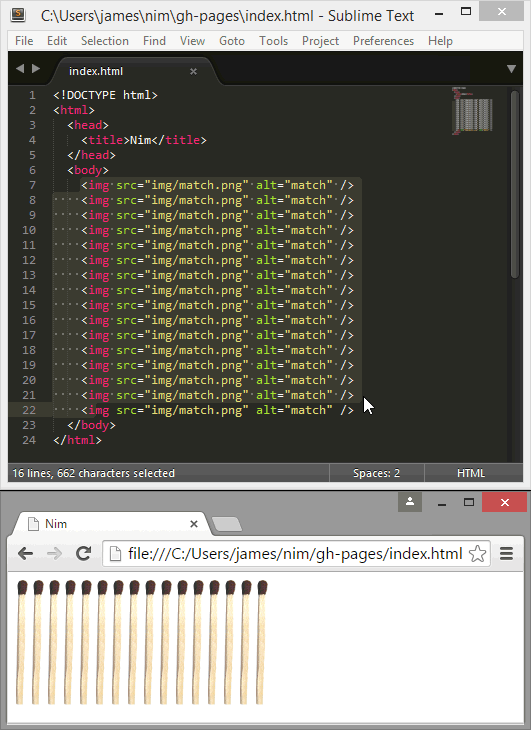 C:\Users\james\nim\gh-pages\index.html - Sublime Text
File Edit Selection Find View Goto Tools Project Preferences Help
index.html
1 <!DOCTYPE html>
2 <html>
3 <head>
4 <title>Nim</title>
5 </head>
6 <body>
7 <img src="img/match.png" alt="match" />
8 <img src="img/match.png" alt="match" />
9 <img src="img/match.png" alt="match" />
10 <img src="img/match.png" alt="match" />
11 <img src="img/match.png" alt="match" />
12 <img src="img/match.png" alt="match" />
13 <img src="img/match.png" alt="match" />
14 <img src="img/match.png" alt="match" />
15 <img src="img/match.png" alt="match" />
16 <img src="img/match.png" alt="match" />
17 <img src="img/match.png" alt="match" />
18 <img src="img/match.png" alt="match" />
19 <img src="img/match.png" alt="match" />
20 <img src="img/match.png" alt="match" />
21 <img src="img/match.png" alt="match" />
22 <img src="img/match.png" alt="match" />
23 </body>
24 </html>
16 lines, 662 characters selected Spaces: 2 HTML
Nim
file:///C:/Users/james/nim/gh-pages/index.html